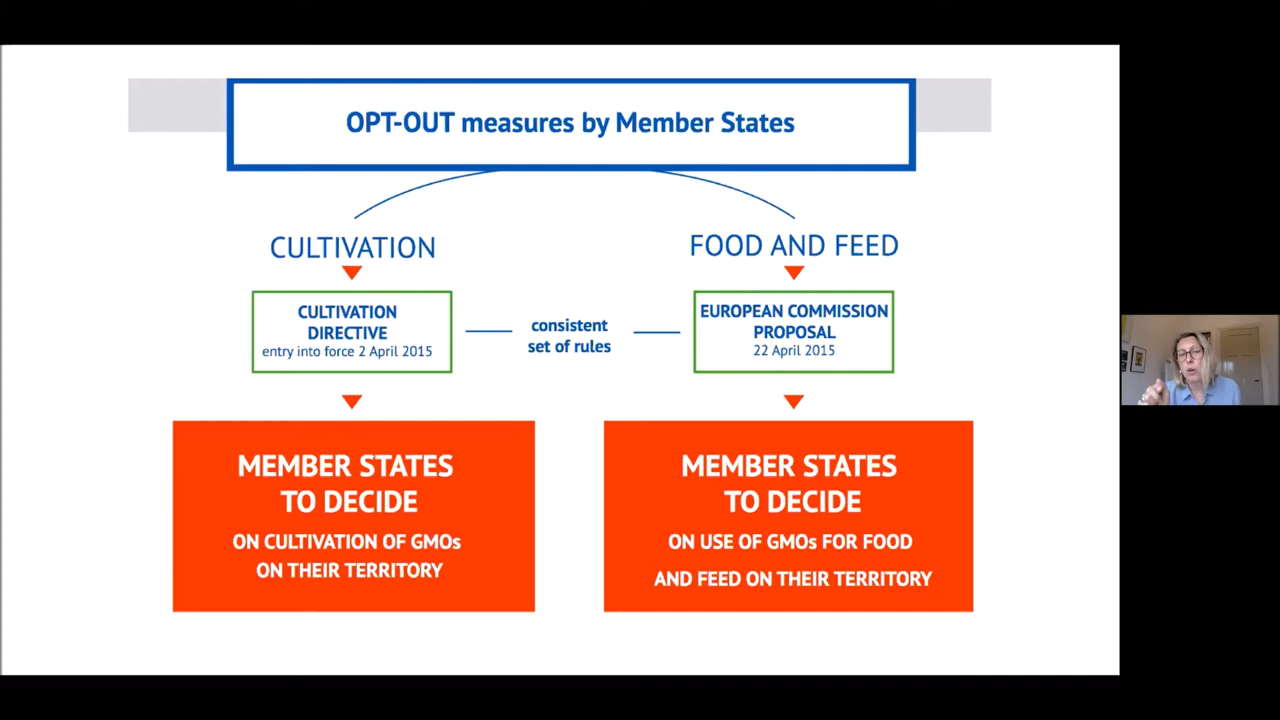 OPT-OUT measures by Member States
CULTIVATION
FOOD AND FEED
CULTIVATION
DIRECTIVE
entry into force 2 April 2015
consistent
set of rules
EUROPEAN COMMISSION
PROPOSAL
22 April 2015
MEMBER STATES
TO DECIDE
ON CULTIVATION OF GMOs
ON THEIR TERRITORY
MEMBER STATES
TO DECIDE
ON USE OF GMOs FOR FOOD
AND FEED ON THEIR TERRITORY